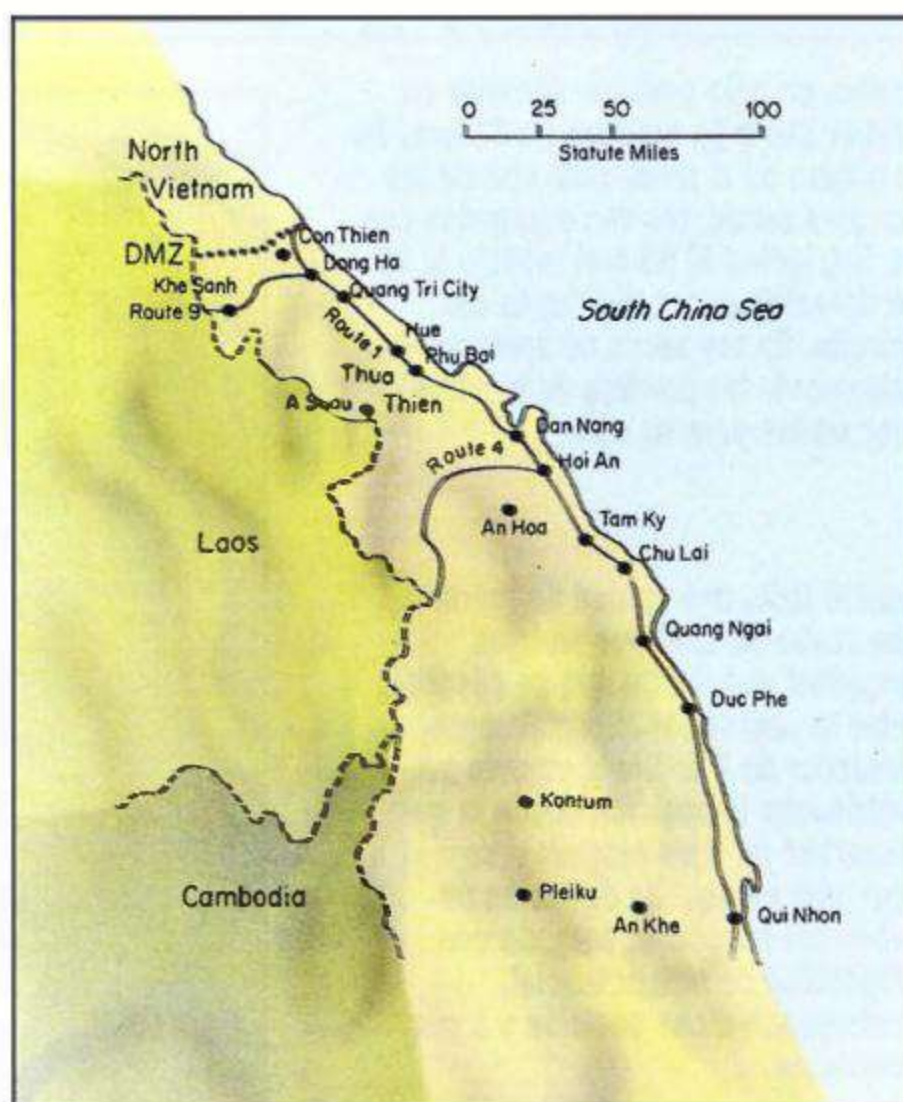 0 25 50 100
Statute Miles
North
Vietnam
DMZ
Con Thien
Dong Ha
Khe Sanh
Quang Tri City
Route 9
South China Sea
Route 1
Hue
Phu Bai
Thua
Thien
A Shau
Dan Nang
Route 4
Hoi An
An Hoa
Tam Ky
Laos
Chu Lai
Quang Ngai
Duc Phe
Kontum
Cambodia
Pleiku
An Khe
Qui Nhon